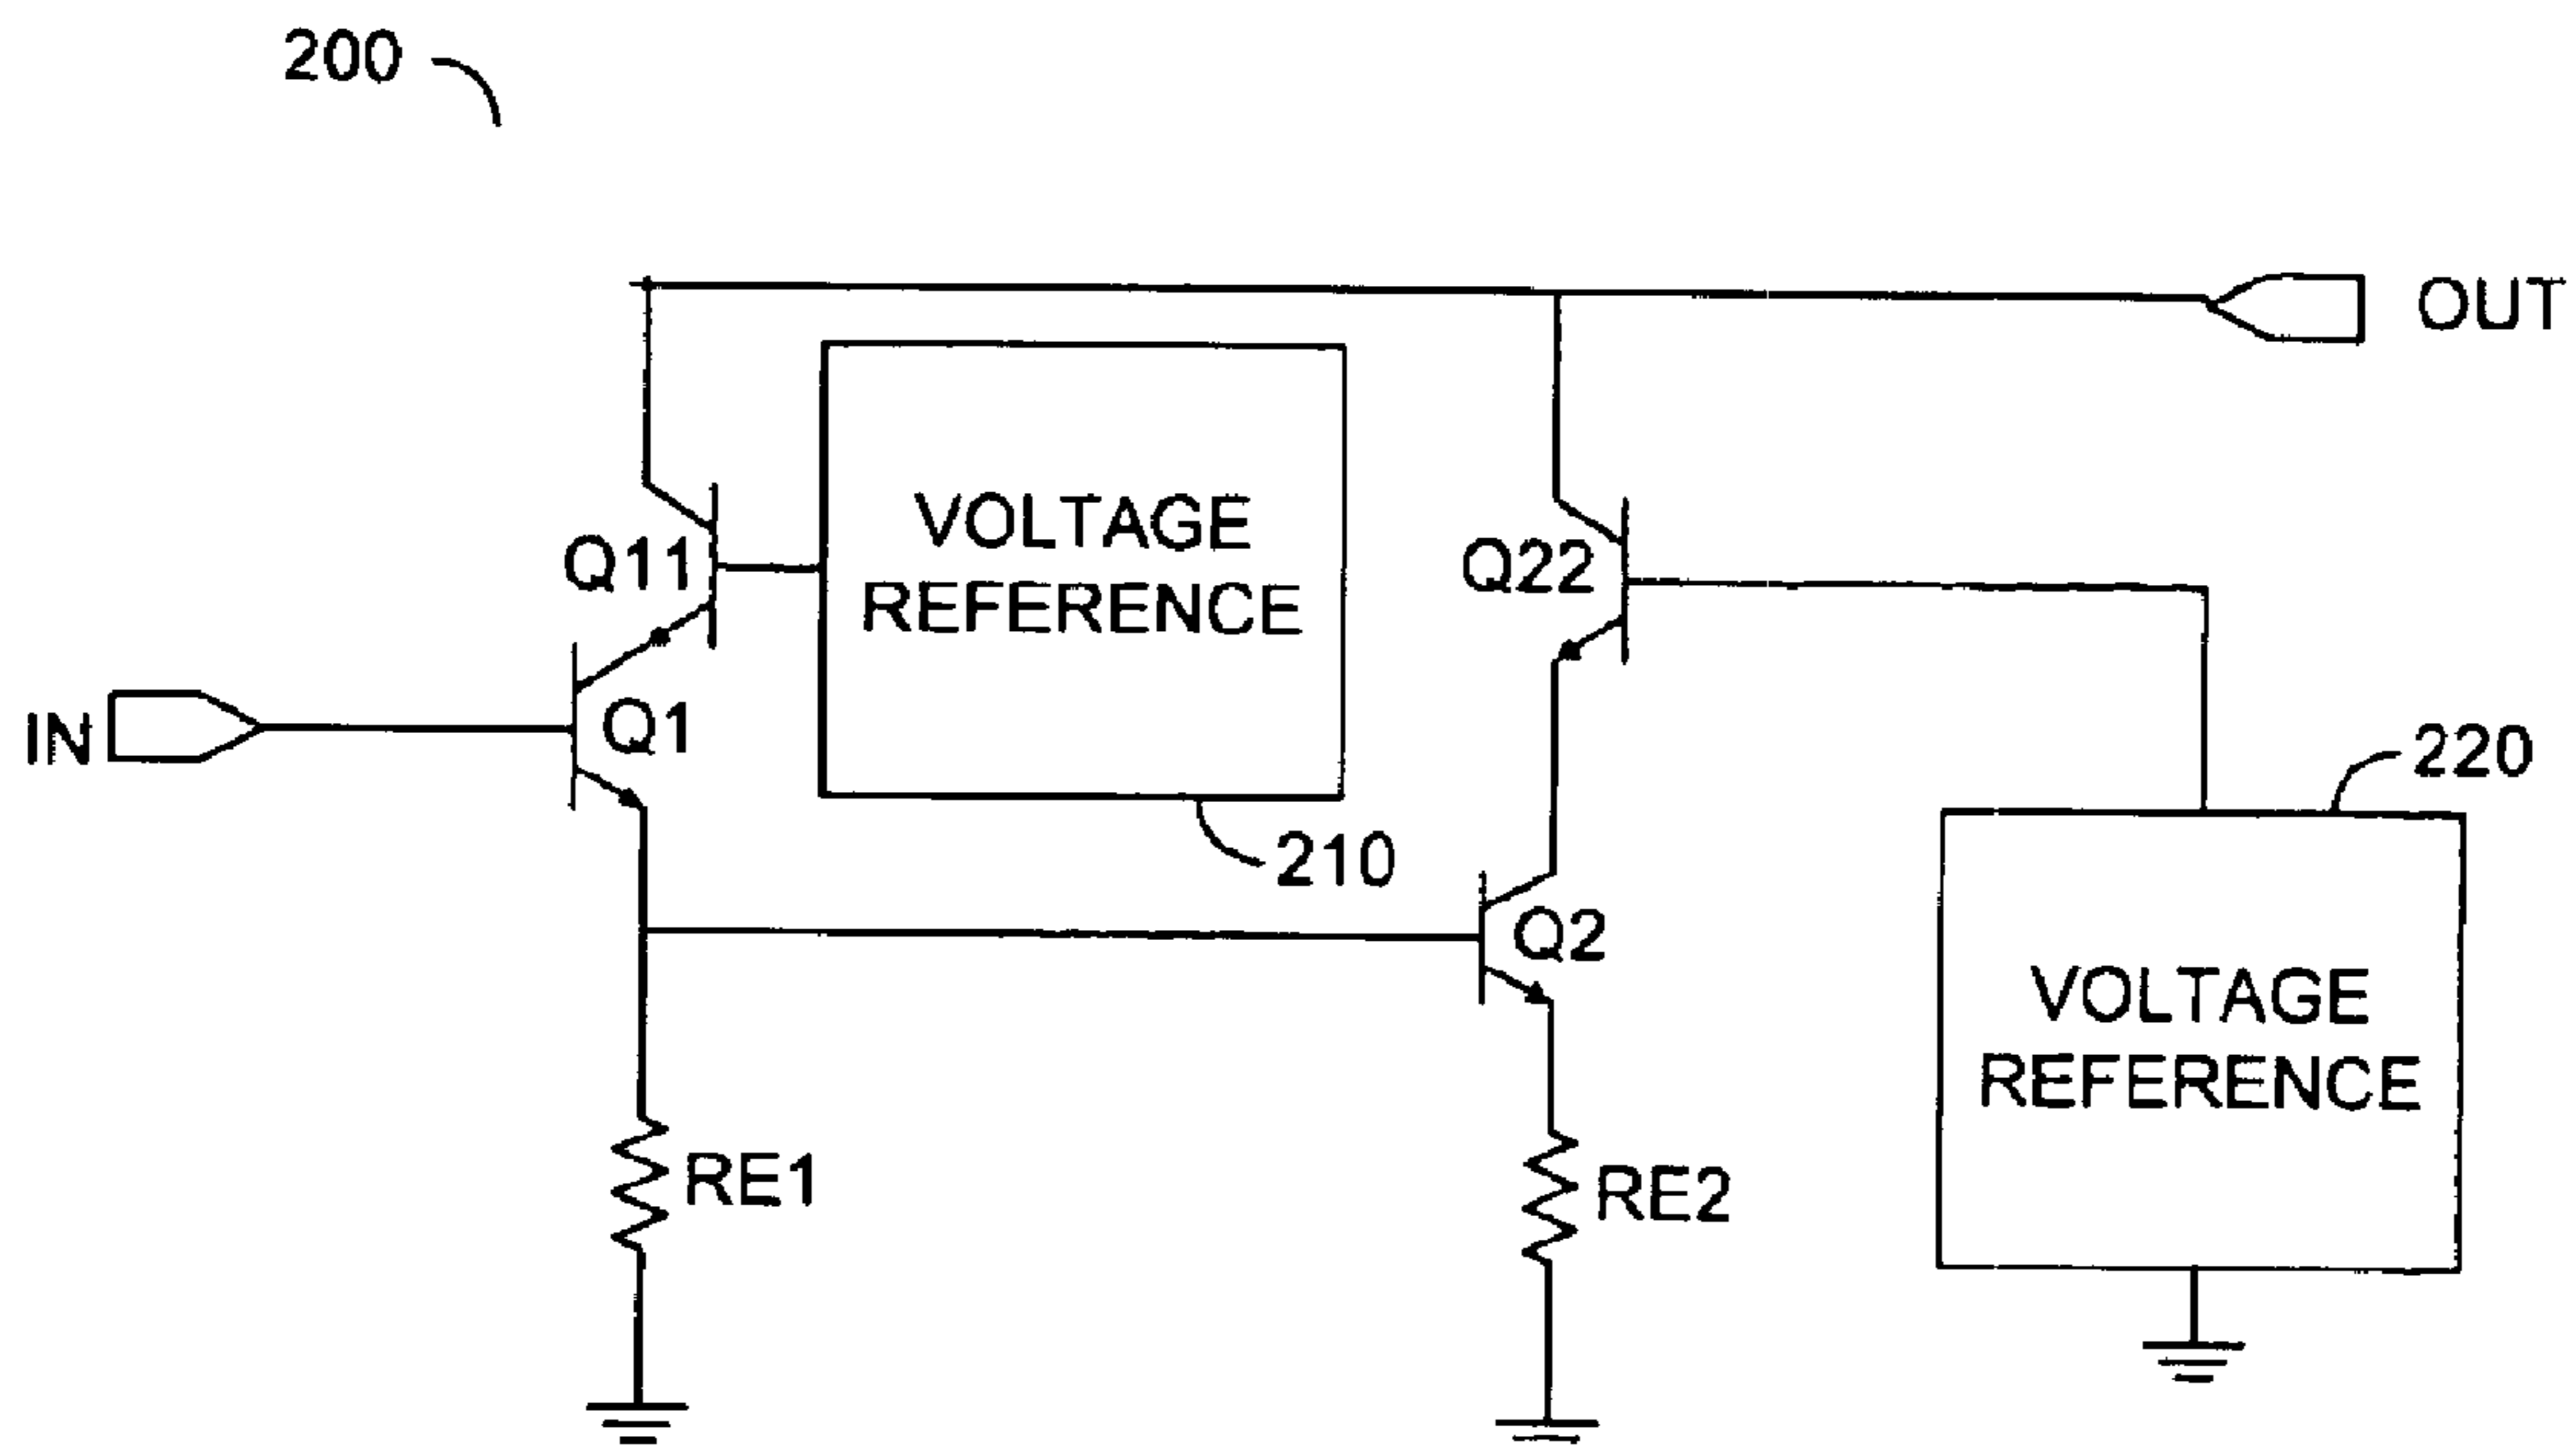 200
OUT
VOLTAGE
REFERENCE
Q11
Q22
IN
Q1
220
210
Q2
VOLTAGE
REFERENCE
RE1
RE2